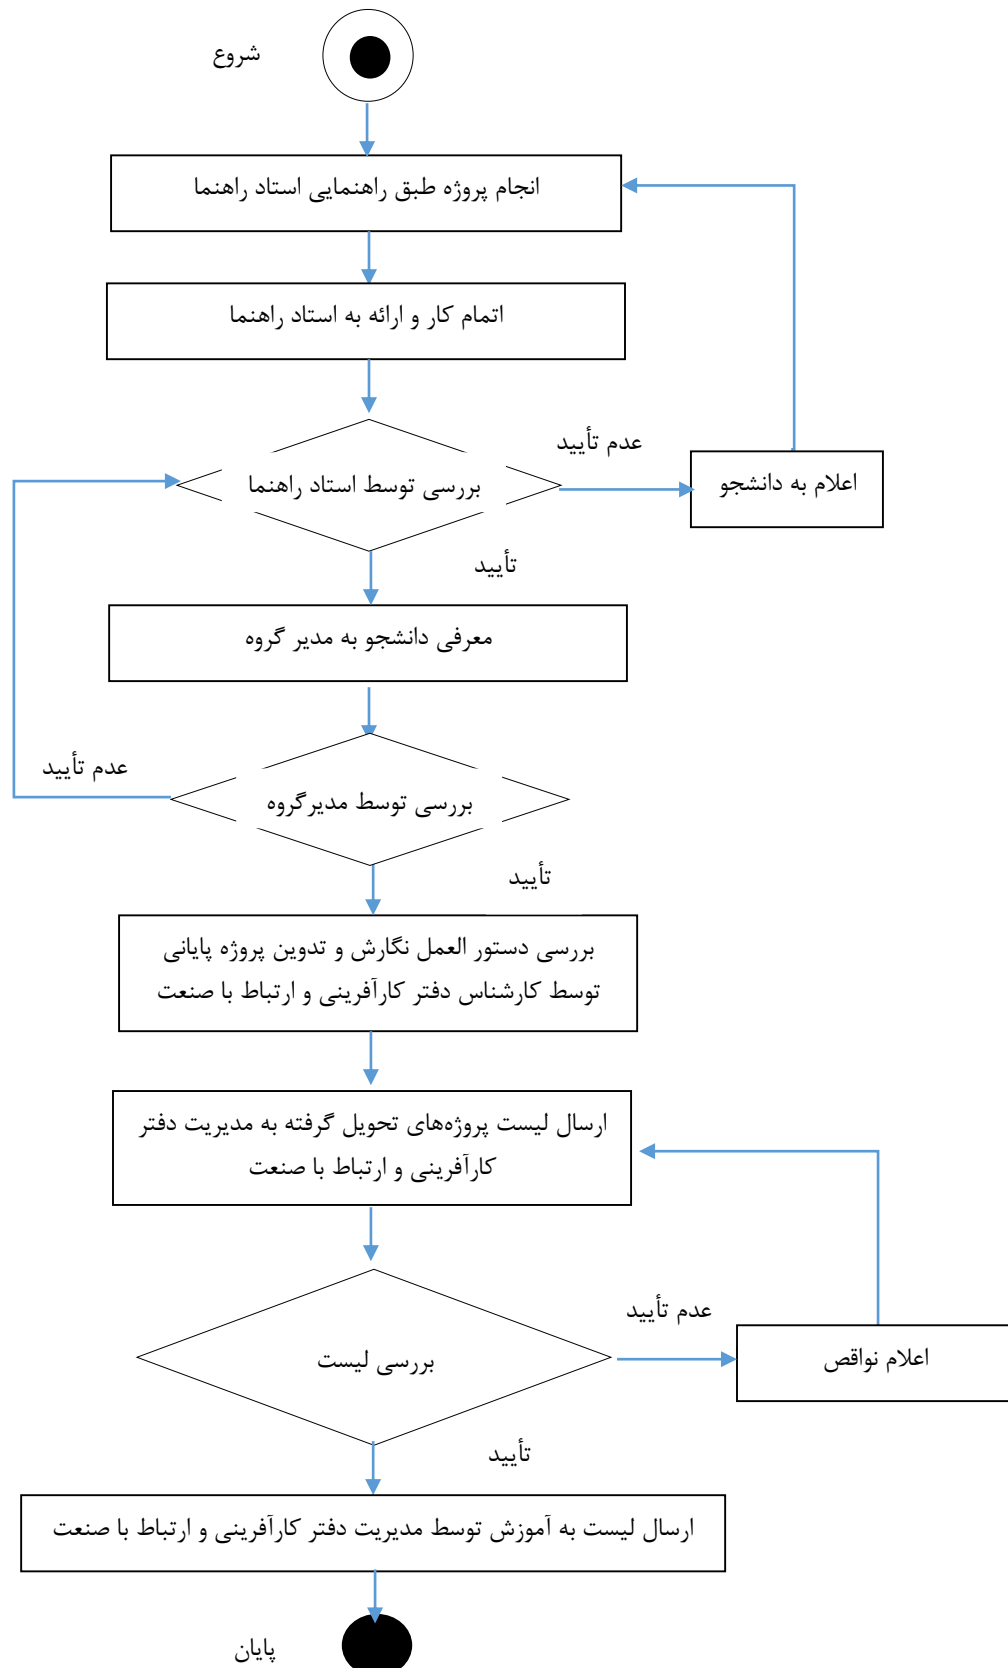 شروع
انجام پروژه طبق راهنمایی استاد راهنما
اتمام کار و ارائه به استاد راهنما
عدم تأیید
بررسی توسط استاد راهنما
اعلام به دانشجو
تأیید
معرفی دانشجو به مدیر گروه
عدم تأیید
بررسی توسط مدیرگروه
تأیید
بررسی دستور العمل نگارش و تدوین پروژه پایانی
توسط کارشناس دفتر کارآفرینی و ارتباط با صنعت
ارسال لیست پروژه‌های تحویل گرفته به مدیریت دفتر
کارآفرینی و ارتباط با صنعت
عدم تأیید
بررسی لیست
اعلام نواقص
تأیید
ارسال لیست به آموزش توسط مدیریت دفتر کارآفرینی و ارتباط با صنعت
پایان